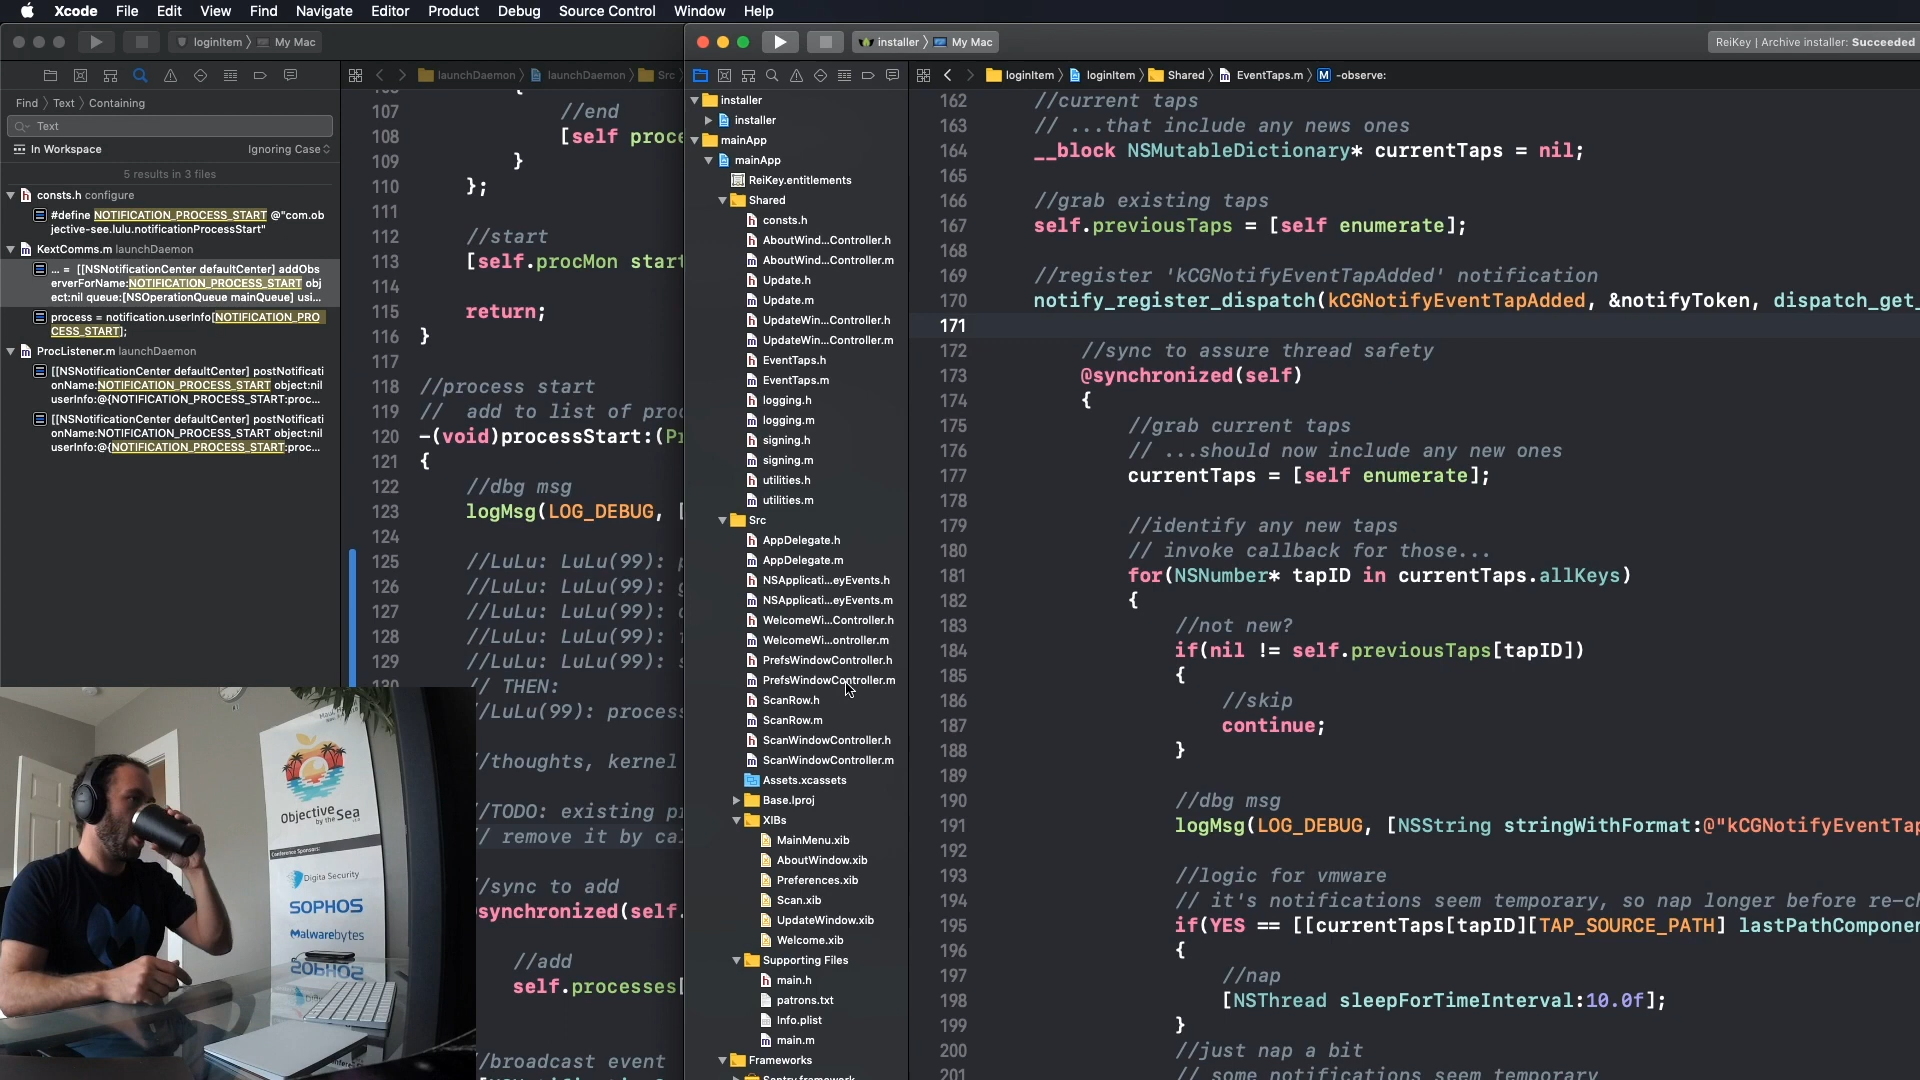 Xcode File Edit View Find Navigate Editor Product Debug Source Control Window Help
loginItem 〉 My Mac
installer 〉 My Mac
ReiKey | Archive installer: Succeeded
launchDaemon 〉 launchDaemon 〉 Src
loginItem 〉 loginItem 〉 Shared 〉 EventTaps.m 〉 M -observe:
Find 〉 Text 〉 Containing
Text
In Workspace
Ignoring Case
5 results in 3 files
consts.h configure
#define NOTIFICATION_PROCESS_START @"com.ob
jective-see.lulu.notificationProcessStart"
KextComms.m launchDaemon
... = [[NSNotificationCenter defaultCenter] addObs
erverForName:NOTIFICATION_PROCESS_START obj
ect:nil queue:[NSOperationQueue mainQueue] usi...
process = notification.userInfo[NOTIFICATION_PRO
CESS_START];
ProcListener.m launchDaemon
[[NSNotificationCenter defaultCenter] postNotificati
onName:NOTIFICATION_PROCESS_START object:nil
userInfo:@{NOTIFICATION_PROCESS_START:proc...
[[NSNotificationCenter defaultCenter] postNotificati
onName:NOTIFICATION_PROCESS_START object:nil
userInfo:@{NOTIFICATION_PROCESS_START:proc...
{
107 //end
108 [self proce
109 }
110 };
111
112 //start
113 [self.procMon start
114
115 return;
116 }
117
118 //process start
119 // add to list of proc
120 -(void)processStart:(Pr
121 {
122 //dbg msg
123 logMsg(LOG_DEBUG, [
124
125 //LuLu: LuLu(99):
126 //LuLu: LuLu(99):
127 //LuLu: LuLu(99):
128 //LuLu: LuLu(99):
129 //LuLu: LuLu(99):
130 // THEN:
/LuLu(99): process
/thoughts, kernel
/TODO: existing p
/ remove it by cal
/sync to add
synchronized(self.
//add
self.processes[
/broadcast event
installer
installer
mainApp
mainApp
ReiKey.entitlements
Shared
consts.h
AboutWind...Controller.h
AboutWind...Controller.m
Update.h
Update.m
UpdateWin...Controller.h
UpdateWin...Controller.m
EventTaps.h
EventTaps.m
logging.h
logging.m
signing.h
signing.m
utilities.h
utilities.m
Src
AppDelegate.h
AppDelegate.m
NSApplicati...eyEvents.h
NSApplicati...eyEvents.m
WelcomeWi...Controller.h
WelcomeWi...ontroller.m
PrefsWindowController.h
PrefsWindowController.m
ScanRow.h
ScanRow.m
ScanWindowController.h
ScanWindowController.m
Assets.xcassets
Base.lproj
XIBs
MainMenu.xib
AboutWindow.xib
Preferences.xib
Scan.xib
UpdateWindow.xib
Welcome.xib
Supporting Files
main.h
patrons.txt
Info.plist
main.m
Frameworks
Sentry.framework
162 //current taps
163 // ...that include any news ones
164 __block NSMutableDictionary* currentTaps = nil;
165
166 //grab existing taps
167 self.previousTaps = [self enumerate];
168
169 //register 'kCGNotifyEventTapAdded' notification
170 notify_register_dispatch(kCGNotifyEventTapAdded, &notifyToken, dispatch_get_
171
172 //sync to assure thread safety
173 @synchronized(self)
174 {
175 //grab current taps
176 // ...should now include any new ones
177 currentTaps = [self enumerate];
178
179 //identify any new taps
180 // invoke callback for those...
181 for(NSNumber* tapID in currentTaps.allKeys)
182 {
183 //not new?
184 if(nil != self.previousTaps[tapID])
185 {
186 //skip
187 continue;
188 }
189
190 //dbg msg
191 logMsg(LOG_DEBUG, [NSString stringWithFormat:@"kCGNotifyEventTap
192
193 //logic for vmware
194 // it's notifications seem temporary, so nap longer before re-ch
195 if(YES == [[currentTaps[tapID][TAP_SOURCE_PATH] lastPathComponen
196 {
197 //nap
198 [NSThread sleepForTimeInterval:10.0f];
199 }
200 //just nap a bit
201 // some notifications seem temporary
Objective
by the Sea
Conference Sponsors:
Digita Security
SOPHOS
Malwarebytes